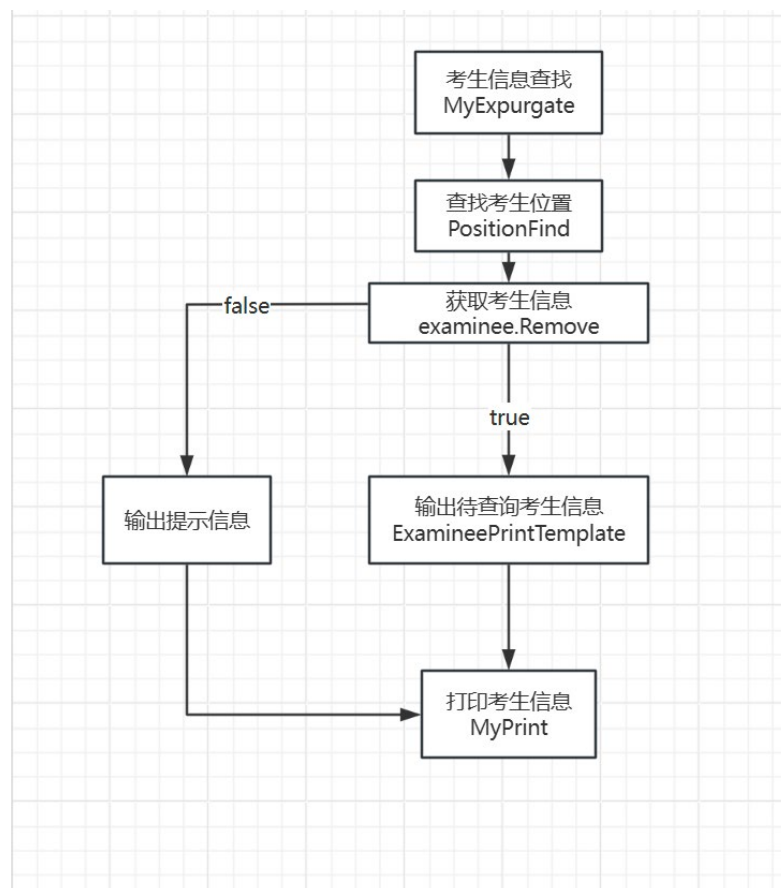 考生信息查找
MyExpurgate
查找考生位置
PositionFind
获取考生信息
examinee.Remove
false
true
输出提示信息
输出待查询考生信息
ExamineePrintTemplate
打印考生信息
MyPrint